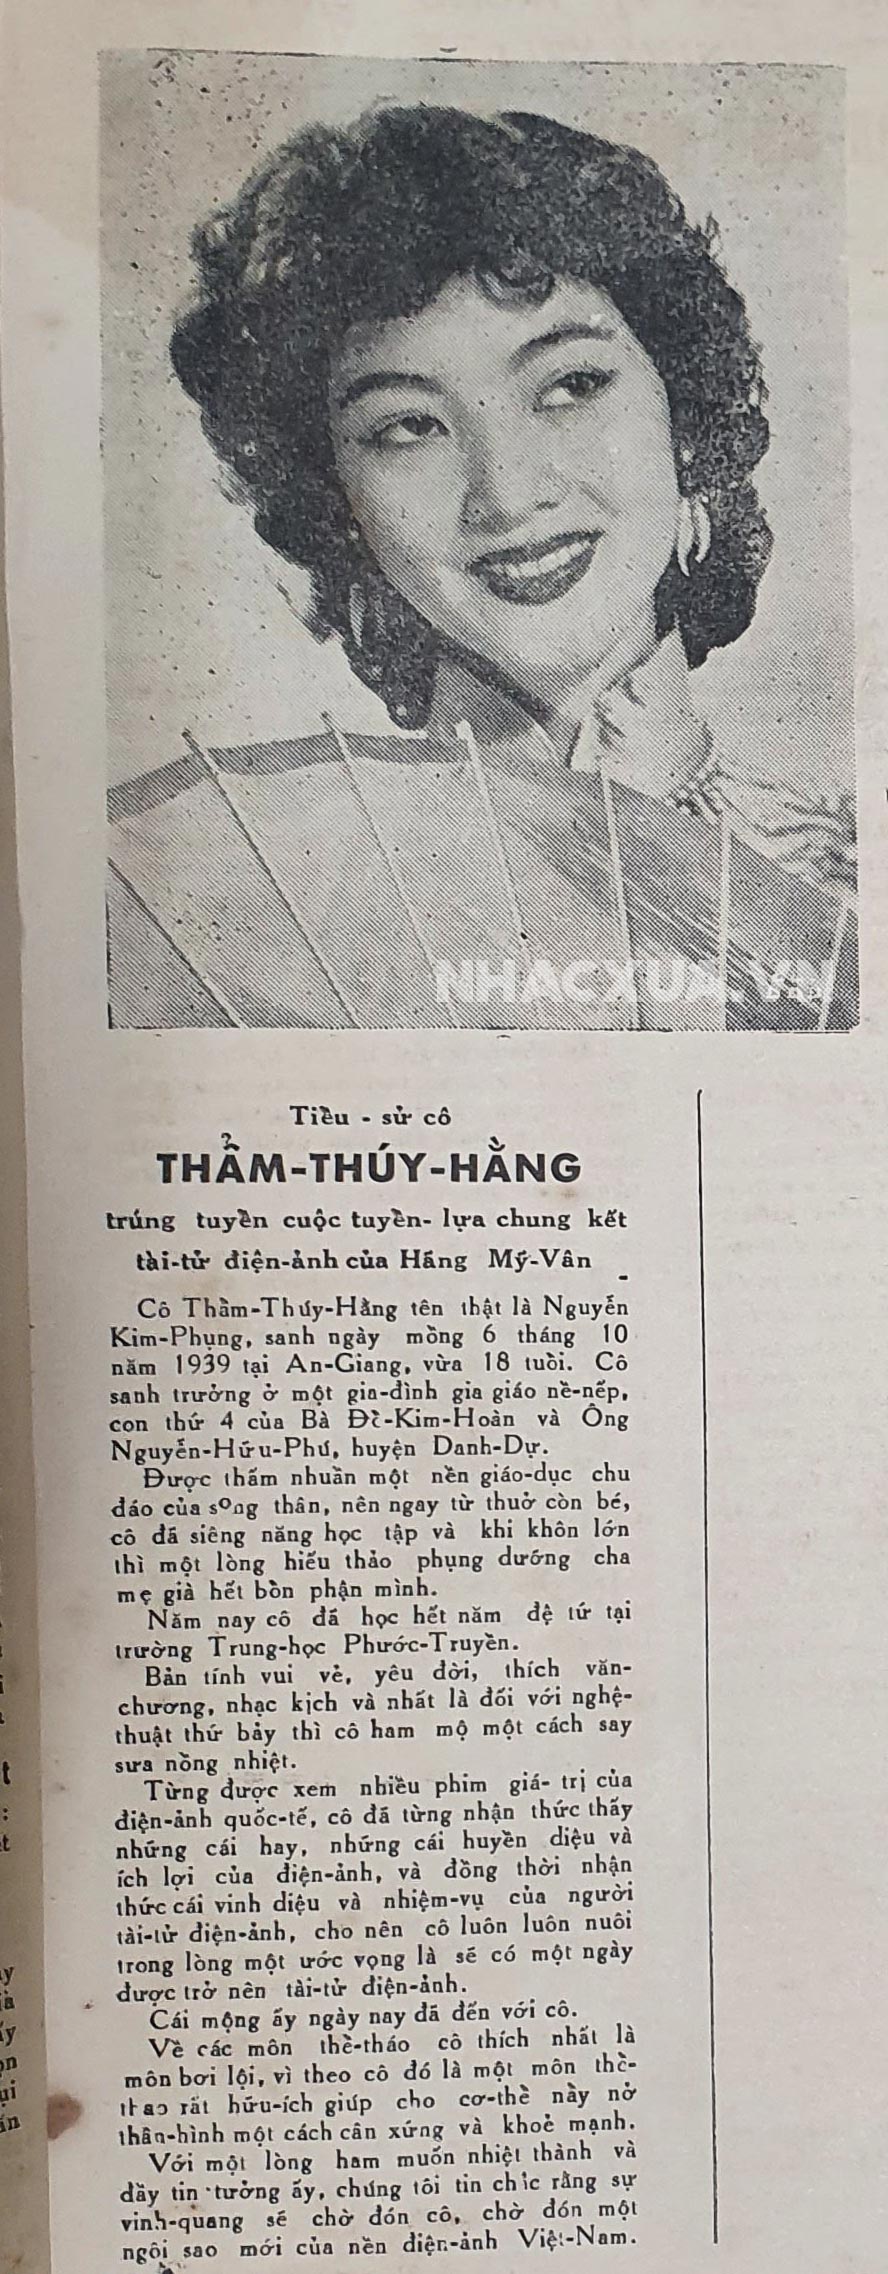 NHACXUA.VN
Tiều - sử cô
THẨM-THÚY-HẰNG
trúng tuyền cuộc tuyền- lựa chung kết
tài-tử điện-ảnh của Hãng Mỹ-Vân
Cô Thầm-Thúy-Hằng tên thật là Nguyễn
Kim-Phụng, sanh ngày mồng 6 tháng 10
năm 1939 tại An-Giang, vừa 18 tuồi. Cô
sanh trưởng ở một gia-đình gia giáo nề-nếp,
con thứ 4 của Bà Đề-Kim-Hoàn và Ông
Nguyễn-Hữu-Phú, huyện Danh-Dự.
Được thấm nhuần một nền giáo-dục chu
đáo của song thân, nên ngay từ thuở còn bé,
cô đã siêng năng học tập và khi khôn lớn
thì một lòng hiếu thảo phụng dưỡng cha
mẹ già hết bồn phận mình.
Năm nay cô đã học hết năm đệ tứ tại
trường Trung-học Phước-Truyền.
Bản tính vui vẻ, yêu đời, thích văn-
chương, nhạc kịch và nhất là đối với nghệ-
thuật thứ bảy thì cô ham mộ một cách say
sưa nồng nhiệt.
Từng được xem nhiều phim giá- trị của
điện-ảnh quốc-tế, cô đã từng nhận thức thấy
những cái hay, những cái huyền diệu và
ích lợi của điện-ảnh, và đồng thời nhận
thức cái vinh diệu và nhiệm-vụ của người
tài-tử điện-ảnh, cho nên cô luôn luôn nuôi
trong lòng một ước vọng là sẽ có một ngày
được trở nên tài-tử điện-ảnh.
Cái mộng ấy ngày nay đã đến với cô.
Về các môn thề-tháo cô thích nhất là
môn bơi lội, vì theo cô đó là một môn thề-
thao rất hữu-ích giúp cho cơ-thề nầy nở
thân-hình một cách cân xứng và khoẻ mạnh.
Với một lòng ham muốn nhiệt thành và
đầy tin tưởng ấy, chúng tôi tin chắc rằng sự
vinh-quang sẽ chờ đón cô, chờ đón một
ngôi sao mới của nền điện-ảnh Việt-Nam.